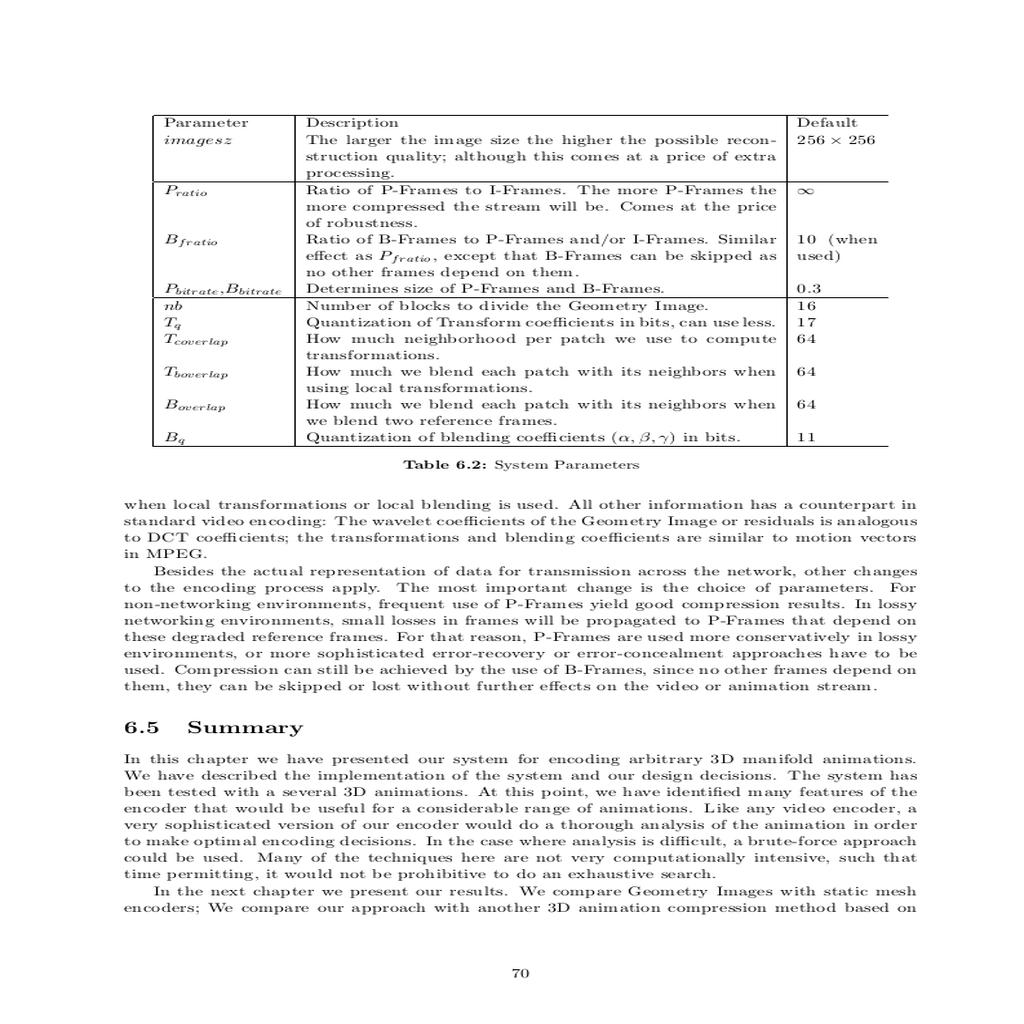 Parameter Description Default
imagesz The larger the image size the higher the possible recon- 256 × 256
struction quality; although this comes at a price of extra
processing.
P_ratio Ratio of P-Frames to I-Frames. The more P-Frames the ∞
more compressed the stream will be. Comes at the price
of robustness.
B_fratio Ratio of B-Frames to P-Frames and/or I-Frames. Similar 10 (when
effect as P_fratio, except that B-Frames can be skipped as used)
no other frames depend on them.
P_bitrate,B_bitrate Determines size of P-Frames and B-Frames. 0.3
nb Number of blocks to divide the Geometry Image. 16
T_q Quantization of Transform coefficients in bits, can use less. 17
T_coverlap How much neighborhood per patch we use to compute 64
transformations.
T_boverlap How much we blend each patch with its neighbors when 64
using local transformations.
B_overlap How much we blend each patch with its neighbors when 64
we blend two reference frames.
B_q Quantization of blending coefficients (α, β, γ) in bits. 11
Table 6.2: System Parameters
when local transformations or local blending is used. All other information has a counterpart in
standard video encoding: The wavelet coefficients of the Geometry Image or residuals is analogous
to DCT coefficients; the transformations and blending coefficients are similar to motion vectors
in MPEG.
Besides the actual representation of data for transmission across the network, other changes
to the encoding process apply. The most important change is the choice of parameters. For
non-networking environments, frequent use of P-Frames yield good compression results. In lossy
networking environments, small losses in frames will be propagated to P-Frames that depend on
these degraded reference frames. For that reason, P-Frames are used more conservatively in lossy
environments, or more sophisticated error-recovery or error-concealment approaches have to be
used. Compression can still be achieved by the use of B-Frames, since no other frames depend on
them, they can be skipped or lost without further effects on the video or animation stream.
6.5 Summary
In this chapter we have presented our system for encoding arbitrary 3D manifold animations.
We have described the implementation of the system and our design decisions. The system has
been tested with a several 3D animations. At this point, we have identified many features of the
encoder that would be useful for a considerable range of animations. Like any video encoder, a
very sophisticated version of our encoder would do a thorough analysis of the animation in order
to make optimal encoding decisions. In the case where analysis is difficult, a brute-force approach
could be used. Many of the techniques here are not very computationally intensive, such that
time permitting, it would not be prohibitive to do an exhaustive search.
In the next chapter we present our results. We compare Geometry Images with static mesh
encoders; We compare our approach with another 3D animation compression method based on
70